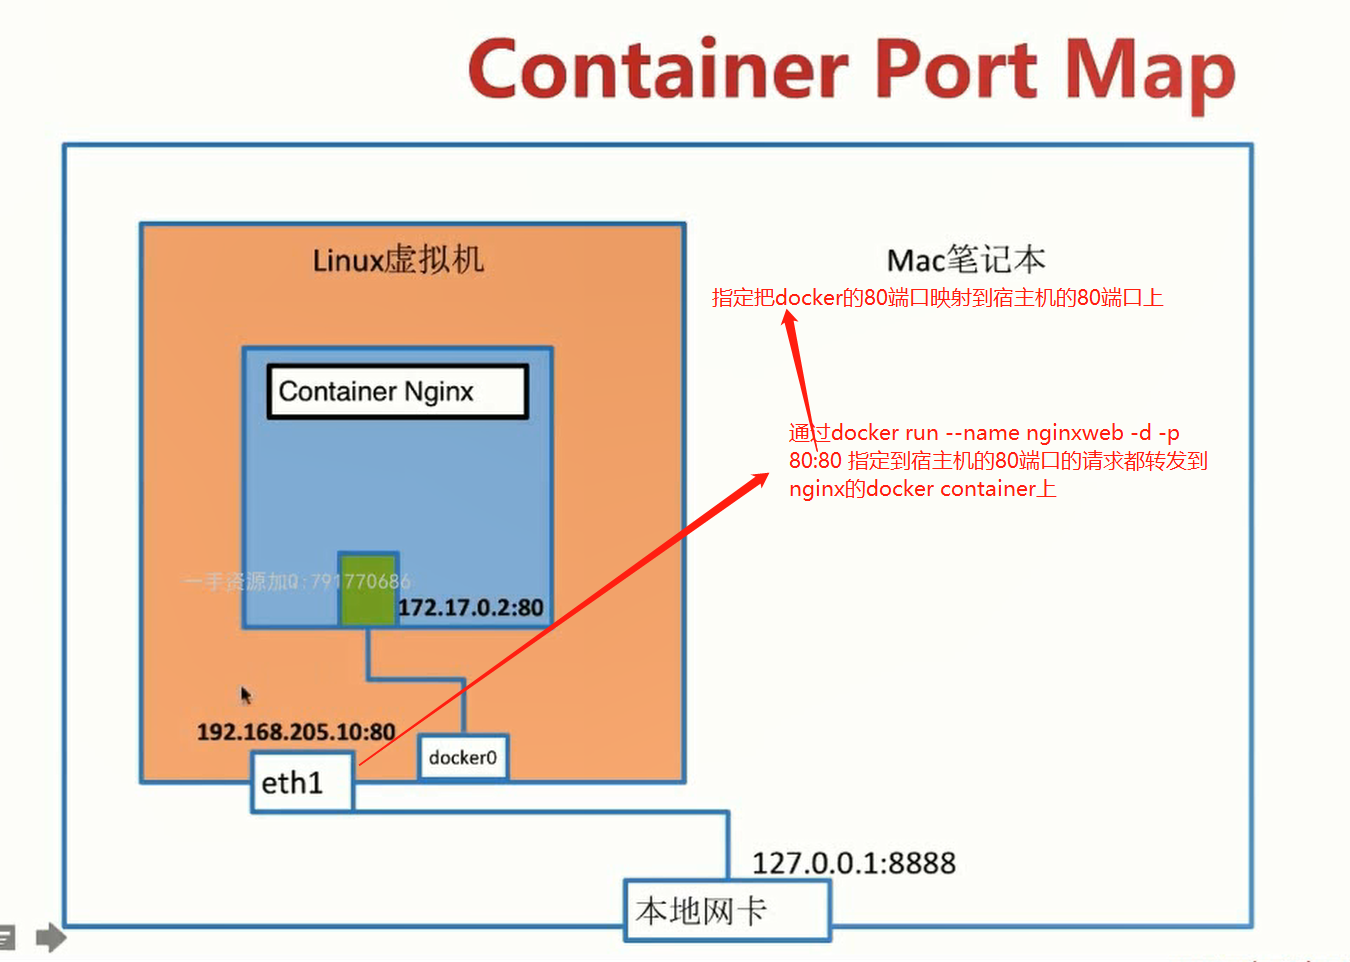 Container Port Map
Linux虚拟机
Mac笔记本
指定把docker的80端口映射到宿主机的80端口上
Container Nginx
通过docker run --name nginxweb -d -p
80:80 指定到宿主机的80端口的请求都转发到
nginx的docker container上
一手资源加Q:791770686
172.17.0.2:80
192.168.205.10:80
docker0
eth1
127.0.0.1:8888
本地网卡